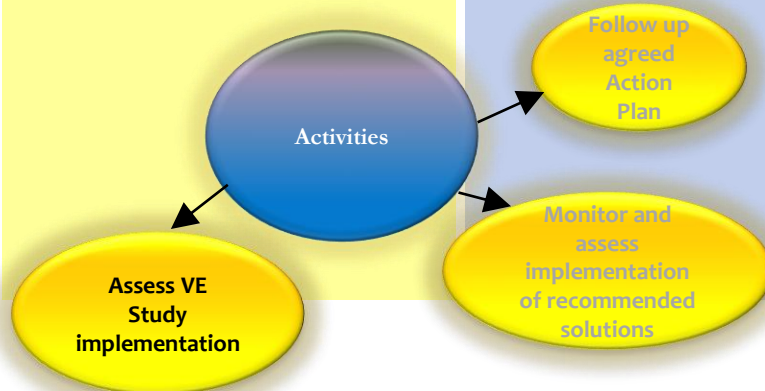 Follow up
agreed
Action
Plan
Activities
Monitor and
assess
implementation
of recommended
solutions
Assess VE
Study
implementation